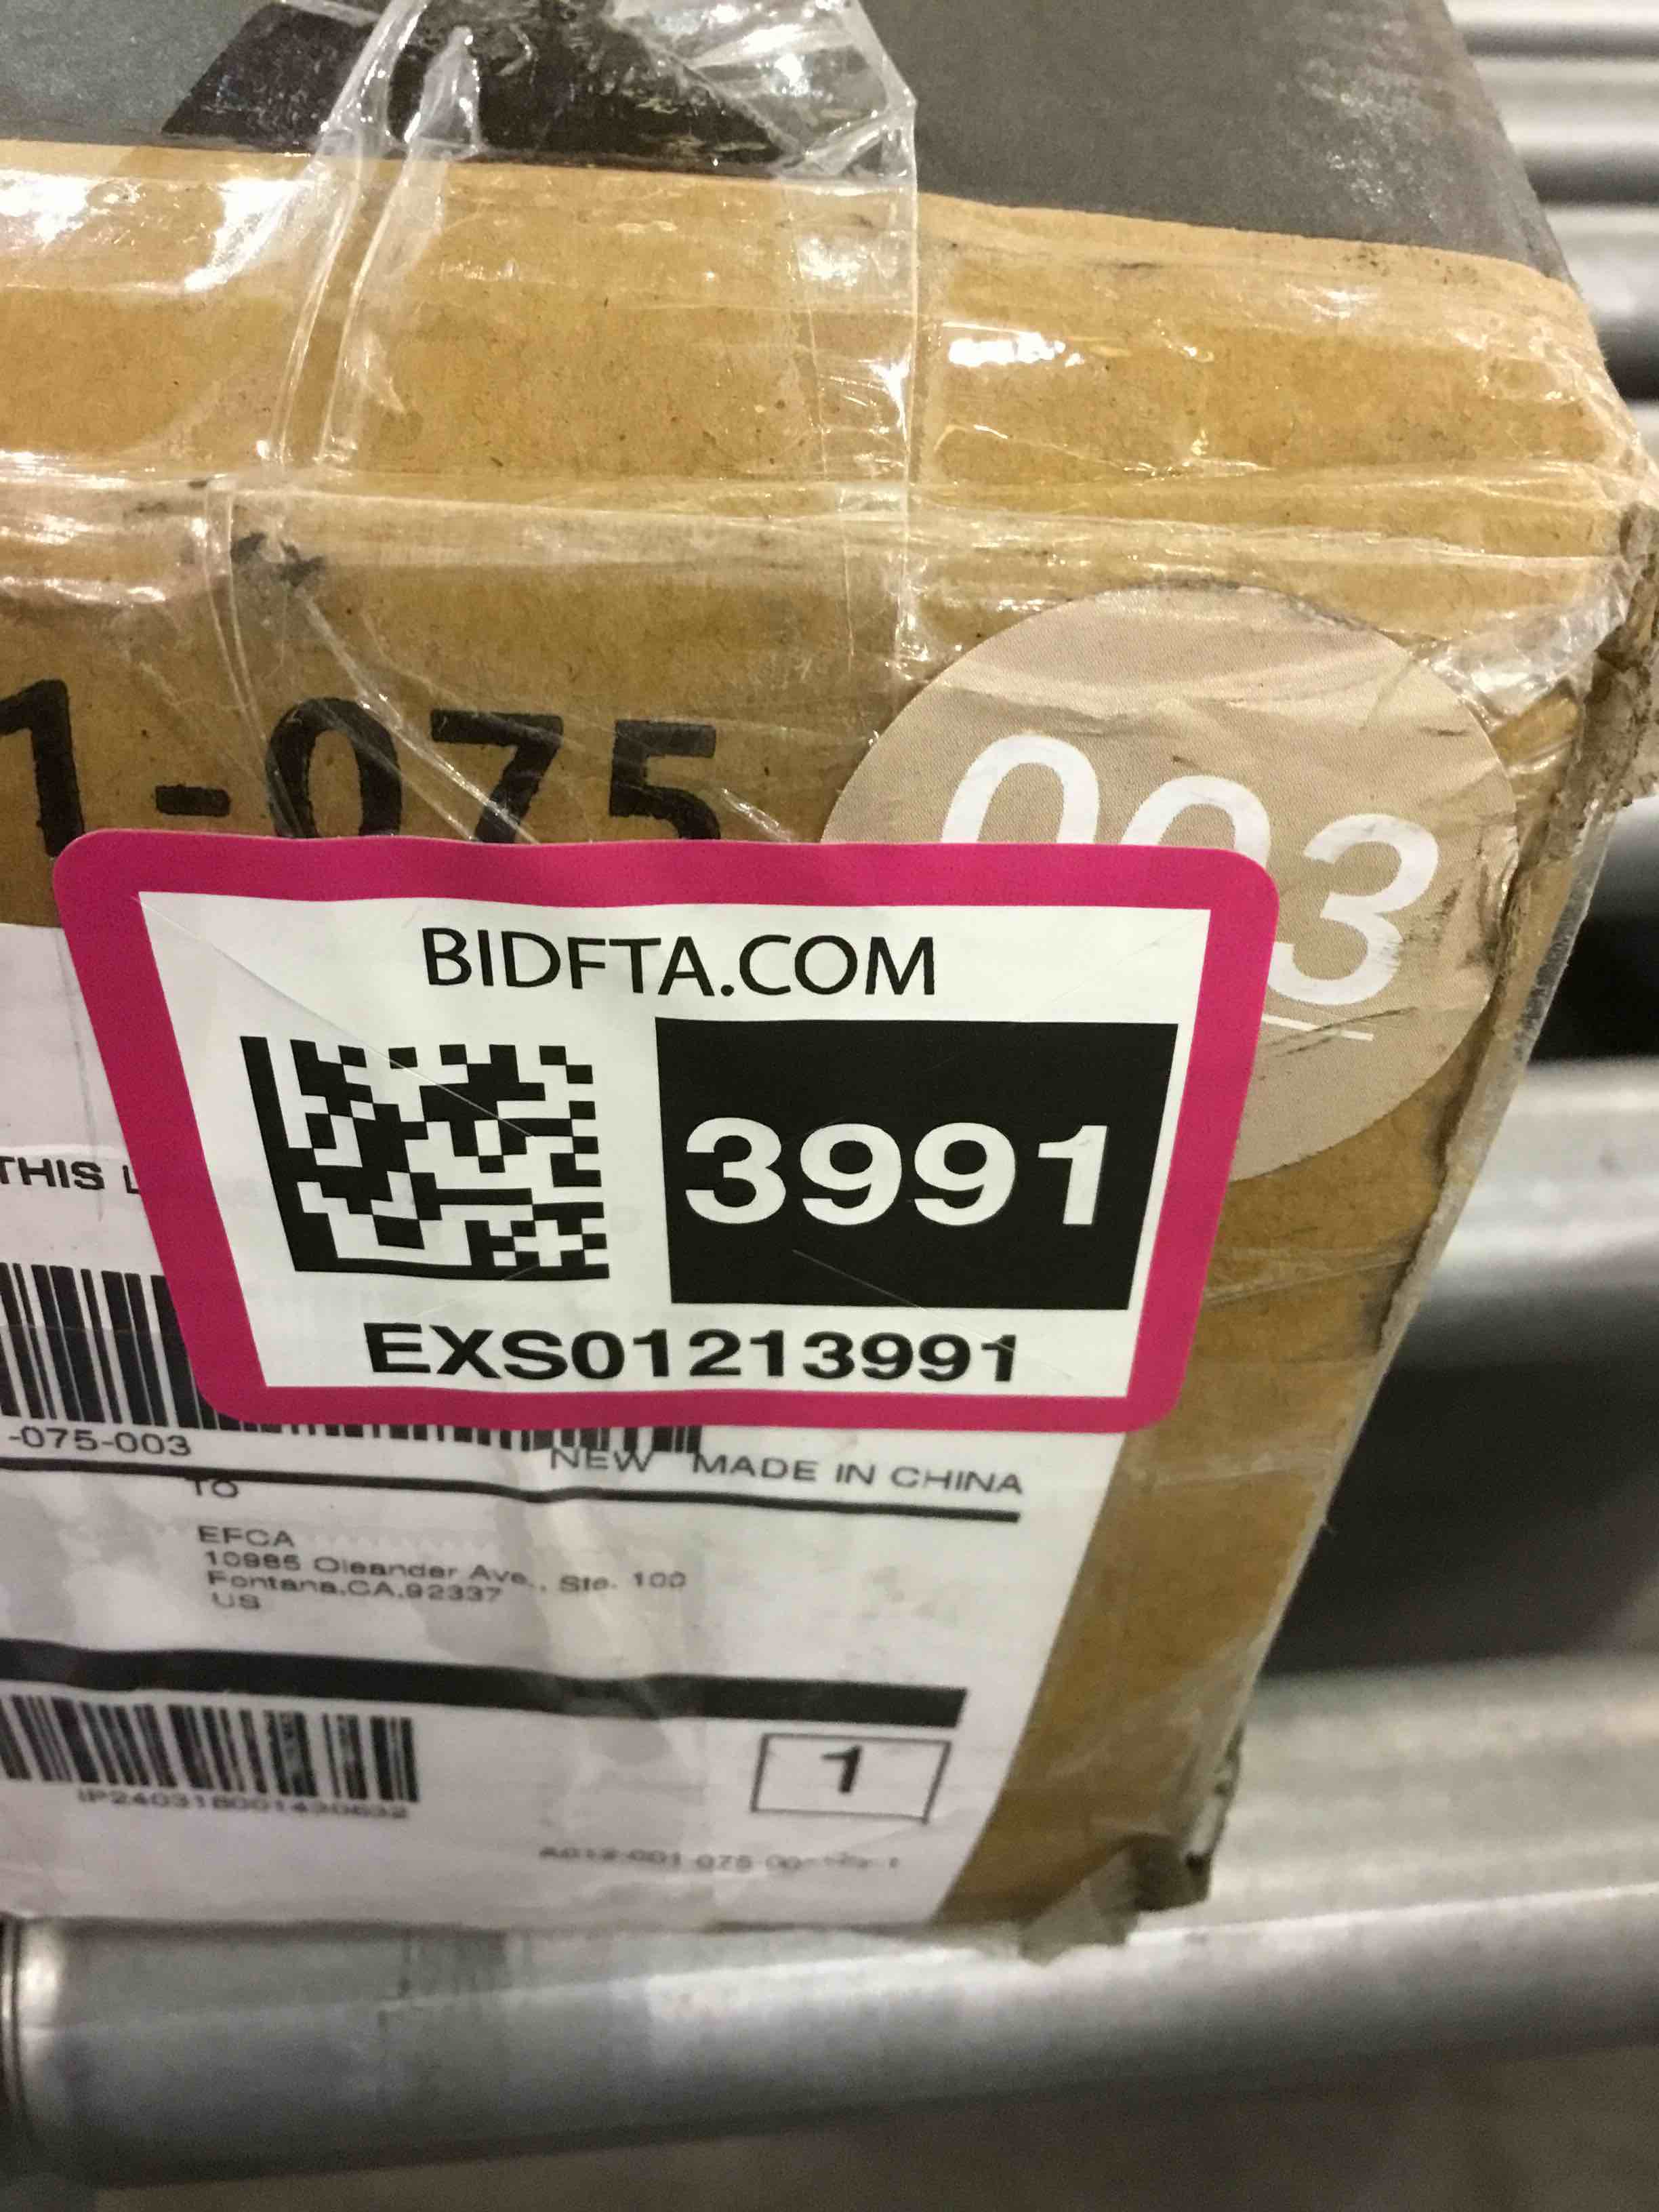 1-075
003
BIDFTA.COM
3991
EXS01213991
THIS L
-075-003
NEW MADE IN CHINA
TO
EFCA
10985 Oleander Ave., Ste. 100
Fontana,CA,92337
US
1